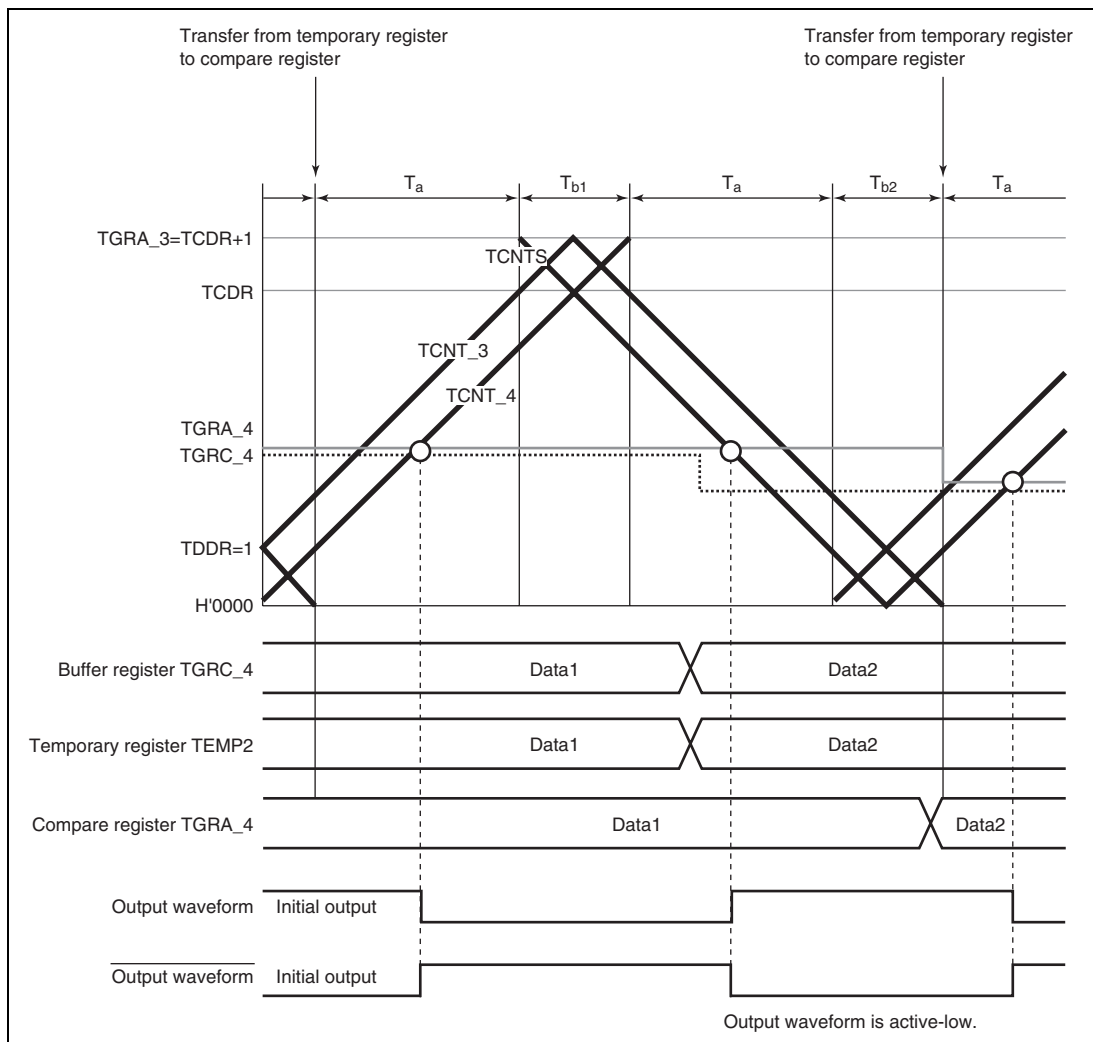 Transfer from temporary register
to compare register
Transfer from temporary register
to compare register
Ta
Tb1
Ta
Tb2
Ta
TGRA_3=TCDR+1
TCNTS
TCDR
TCNT_3
TCNT_4
TGRA_4
TGRC_4
TDDR=1
H'0000
Buffer register TGRC_4
Data1
Data2
Temporary register TEMP2
Data1
Data2
Compare register TGRA_4
Data1
Data2
Output waveform
Initial output
Output waveform
Initial output
Output waveform is active-low.